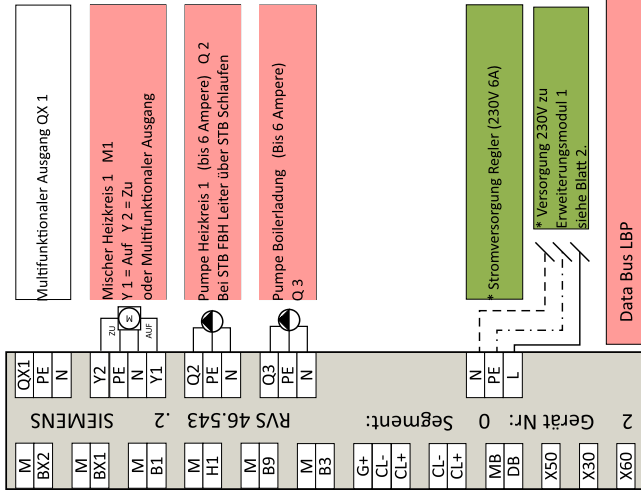 Multifunktionaler Ausgang QX 1
Mischer Heizkreis 1 M1
Y 1 = Auf Y 2 = Zu
oder Multifunktionaler Ausgang
Pumpe Heizkreis 1 (bis 6 Ampere) Q 2
Bei STB FBH Leiter über STB Schlaufen
Pumpe Boilerladung (Bis 6 Ampere)
Q 3
* Stromversorgung Regler (230V 6A)
* Versorgung 230V zu
Erweiterungsmodul 1
siehe Blatt 2.
Data Bus LBP
ZU
M
AUF
QX1
PE
N
Y2
PE
N
Y1
Q2
PE
N
Q3
PE
N
N
PE
L
SIEMENS .2. RVS 46.543 Segment: 0 Gerät Nr: 2
M
BX2
M
BX1
M
B1
M
H1
M
B9
M
B3
G+
CL-
CL+
CL-
CL+
MB
DB
X50
X30
X60